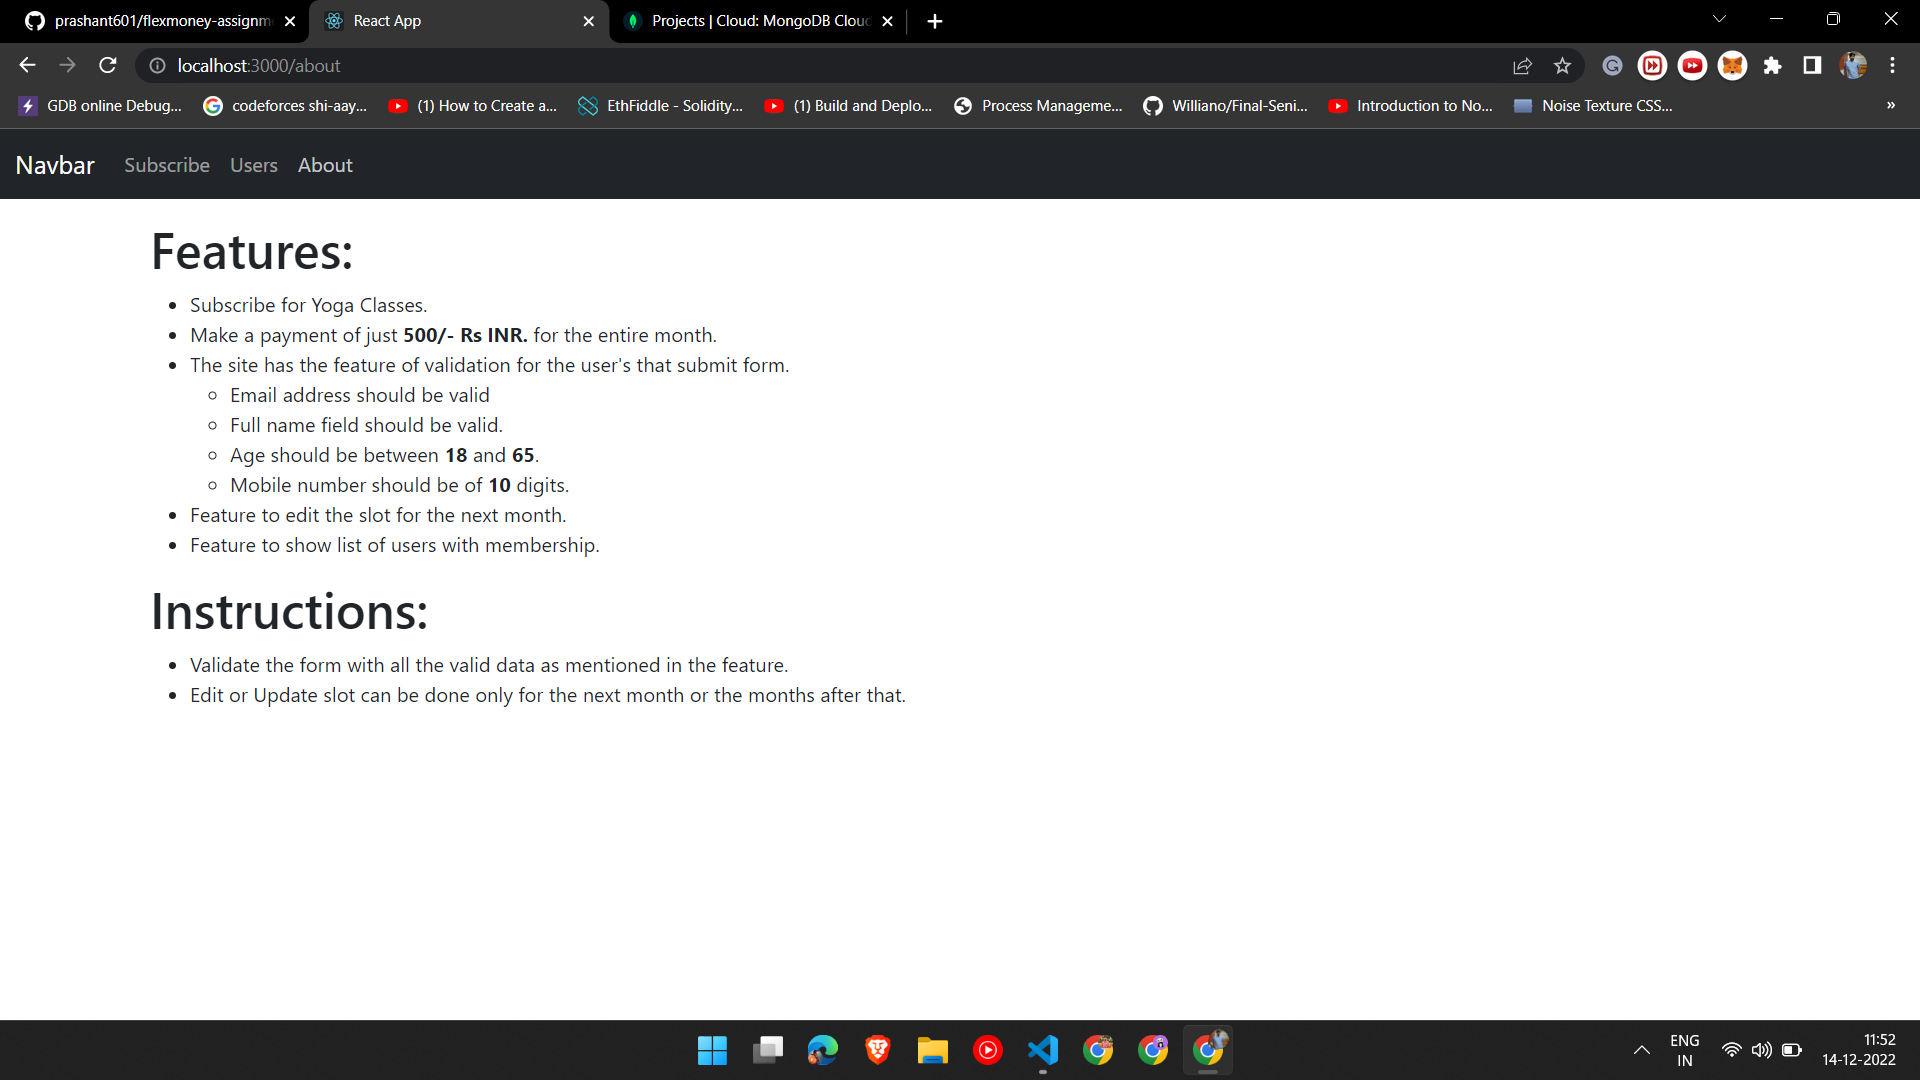 prashant601/flexmoney-assignm
React App
Projects | Cloud: MongoDB Cloud
localhost:3000/about
GDB online Debug...
codeforces shi-aay...
(1) How to Create a...
EthFiddle - Solidity...
(1) Build and Deplo...
Process Manageme...
Williano/Final-Seni...
Introduction to No...
Noise Texture CSS...
»
Navbar
Subscribe
Users
About
Features:
Subscribe for Yoga Classes.
Make a payment of just 500/- Rs INR. for the entire month.
The site has the feature of validation for the user's that submit form.
Email address should be valid
Full name field should be valid.
Age should be between 18 and 65.
Mobile number should be of 10 digits.
Feature to edit the slot for the next month.
Feature to show list of users with membership.
Instructions:
Validate the form with all the valid data as mentioned in the feature.
Edit or Update slot can be done only for the next month or the months after that.
ENG
IN
11:52
14-12-2022